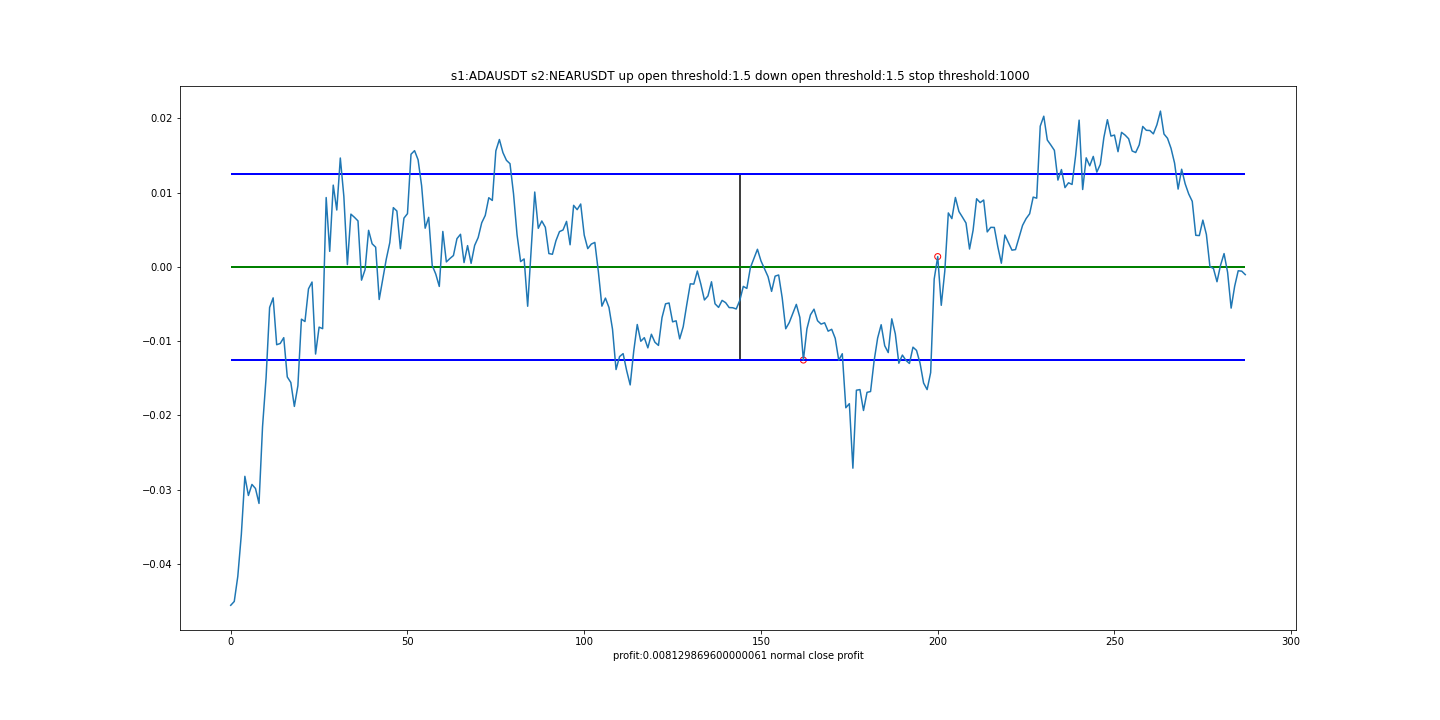 s1:ADAUSDT s2:NEARUSDT up open threshold:1.5 down open threshold:1.5 stop threshold:1000
0.02
0.01
0.00
−0.01
−0.02
−0.03
−0.04
0 50 100 150 200 250 300
profit:0.008129869600000061 normal close profit